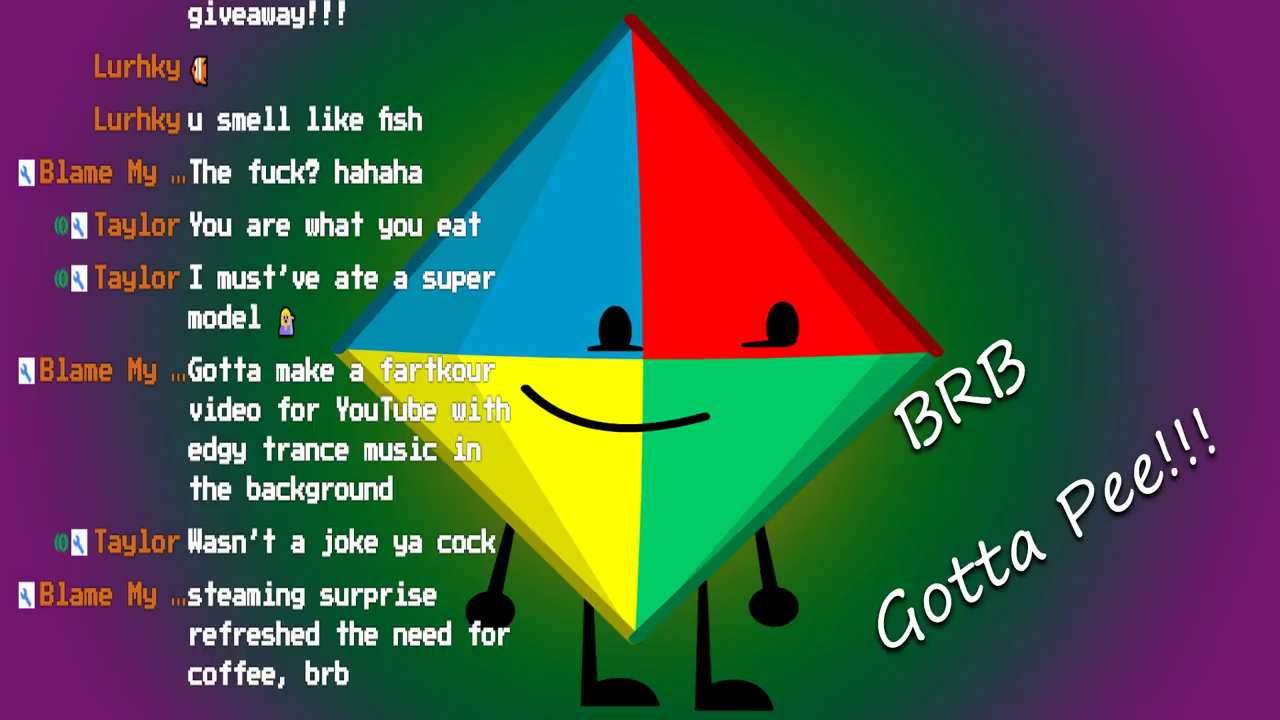 giveaway!!!
Lurhky
Lurhky u smell like fish
Blame My ... The fuck? hahaha
Taylor You are what you eat
Taylor I must've ate a super
model
Blame My ... Gotta make a fartkour
video for YouTube with
edgy trance music in
the background
Taylor Wasn't a joke ya cock
Blame My ... steaming surprise
refreshed the need for
coffee, brb
BRB
Gotta Pee!!!